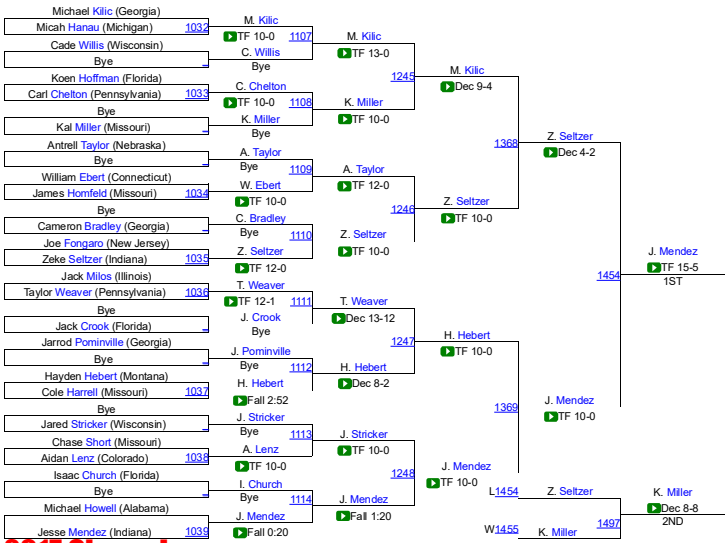 Michael Kilic (Georgia)
Micah Hanau (Michigan) 1032
Cade Willis (Wisconsin)
Bye
Koen Hoffman (Florida)
Carl Chelton (Pennsylvania) 1033
Bye
Kal Miller (Missouri)
Antrell Taylor (Nebraska)
Bye
William Ebert (Connecticut)
James Homfeld (Missouri) 1034
Bye
Cameron Bradley (Georgia)
Joe Fongaro (New Jersey)
Zeke Seltzer (Indiana) 1035
Jack Milos (Illinois)
Taylor Weaver (Pennsylvania) 1036
Bye
Jack Crook (Florida)
Jarrod Pominville (Georgia)
Bye
Hayden Hebert (Montana)
Cole Harrell (Missouri) 1037
Bye
Jared Stricker (Wisconsin)
Chase Short (Missouri)
Aidan Lenz (Colorado) 1038
Isaac Church (Florida)
Bye
Michael Howell (Alabama)
Jesse Mendez (Indiana) 1039
M. Kilic
TF 10-0 1107
C. Willis
Bye
C. Chelton
TF 10-0 1108
K. Miller
Bye
A. Taylor
Bye 1109
W. Ebert
TF 10-0
C. Bradley
Bye 1110
Z. Seltzer
TF 12-0
T. Weaver
TF 12-1 1111
J. Crook
Bye
J. Pominville
Bye 1112
H. Hebert
Fall 2:52
J. Stricker
Bye 1113
A. Lenz
TF 10-0
I. Church
Bye 1114
J. Mendez
Fall 0:20
M. Kilic
TF 13-0
1245
K. Miller
TF 10-0
A. Taylor
TF 12-0
1246
Z. Seltzer
TF 10-0
T. Weaver
Dec 13-12
1247
H. Hebert
Dec 8-2
J. Stricker
TF 10-0
1248
J. Mendez
Fall 1:20
M. Kilic
Dec 9-4
1368
Z. Seltzer
TF 10-0
H. Hebert
TF 10-0
1369
J. Mendez
TF 10-0
Z. Seltzer
Dec 4-2
1454
J. Mendez
TF 10-0
J. Mendez
TF 15-5
1ST
L1454 Z. Seltzer
1497
W1455 K. Miller
K. Miller
Dec 8-8
2ND